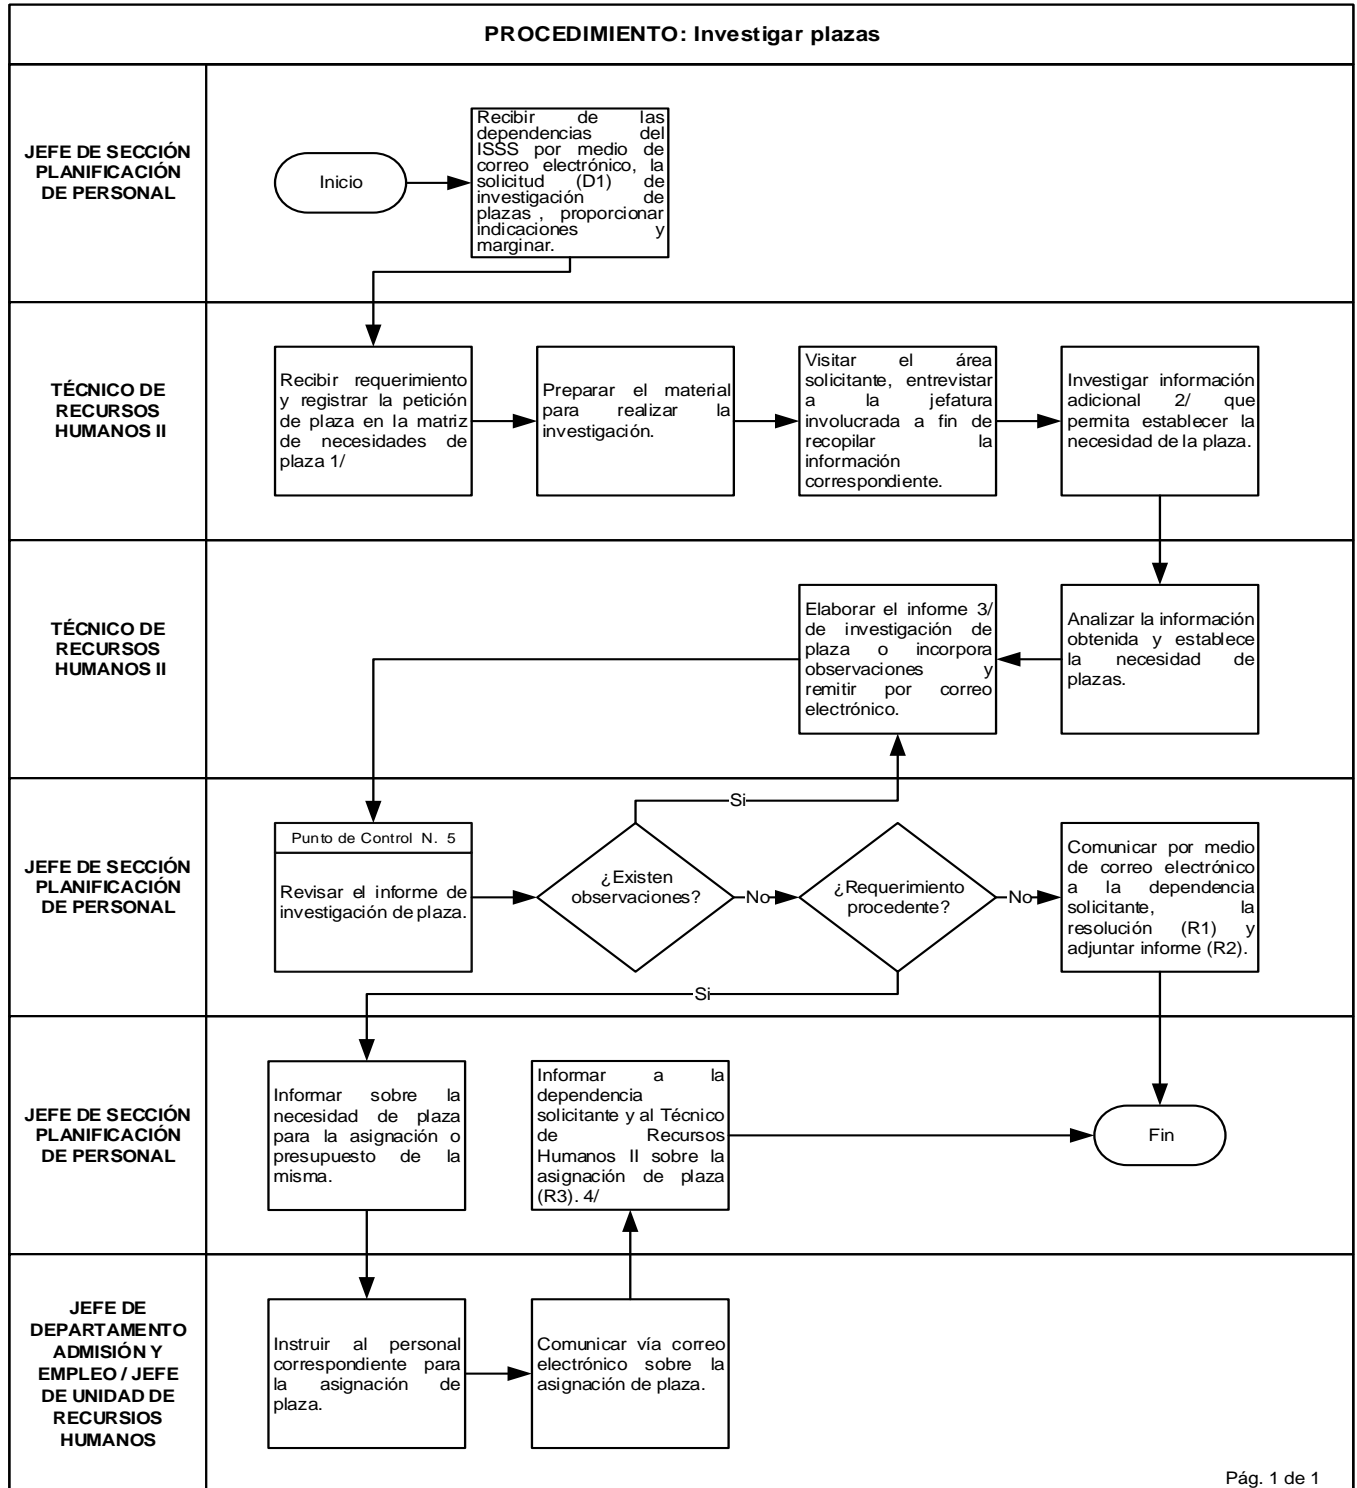 PROCEDIMIENTO: Investigar plazas
JEFE DE SECCIÓN
PLANIFICACIÓN
DE PERSONAL
Inicio
Recibir de las
dependencias del
ISSS por medio de
correo electrónico, la
solicitud (D1) de
investigación de
plazas , proporcionar
indicaciones y
marginar.
TÉCNICO DE
RECURSOS
HUMANOS II
Recibir requerimiento
y registrar la petición
de plaza en la matriz
de necesidades de
plaza 1/
Preparar el material
para realizar la
investigación.
Visitar el área
solicitante, entrevistar
a la jefatura
involucrada a fin de
recopilar la
información
correspondiente.
Investigar información
adicional 2/ que
permita establecer la
necesidad de la plaza.
TÉCNICO DE
RECURSOS
HUMANOS II
Elaborar el informe 3/
de investigación de
plaza o incorpora
observaciones y
remitir por correo
electrónico.
Analizar la información
obtenida y establece
la necesidad de
plazas.
JEFE DE SECCIÓN
PLANIFICACIÓN
DE PERSONAL
Punto de Control N. 5
Revisar el informe de
investigación de plaza.
Si
¿Existen
observaciones?
No
¿Requerimiento
procedente?
No
Comunicar por medio
de correo electrónico
a la dependencia
solicitante, la
resolución (R1) y
adjuntar informe (R2).
Si
JEFE DE SECCIÓN
PLANIFICACIÓN
DE PERSONAL
Informar sobre la
necesidad de plaza
para la asignación o
presupuesto de la
misma.
Informar a la
dependencia
solicitante y al Técnico
de Recursos
Humanos II sobre la
asignación de plaza
(R3). 4/
Fin
JEFE DE
DEPARTAMENTO
ADMISIÓN Y
EMPLEO / JEFE
DE UNIDAD DE
RECURSIOS
HUMANOS
Instruir al personal
correspondiente para
la asignación de
plaza.
Comunicar vía correo
electrónico sobre la
asignación de plaza.
Pág. 1 de 1